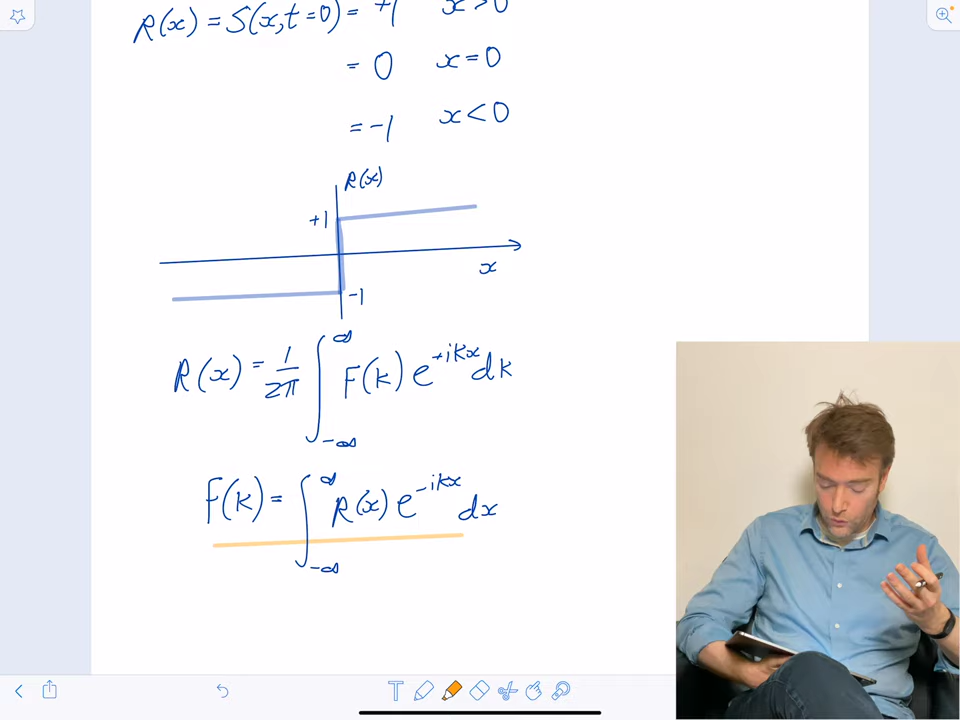 R(x) = S(x,t=0) = +1 x>0
= 0 x=0
= -1 x<0
R(x)
+1
x
-1
R(x) = 1/2π ∫_{-∞}^{∞} F(k) e^{+ikx} dk
F(k) = ∫_{-∞}^{∞} R(x) e^{-ikx} dx
T